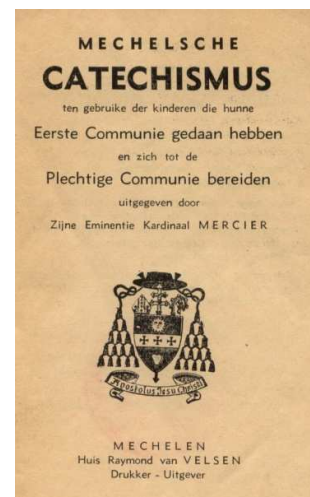 MECHELSCHE
CATECHISMUS
ten gebruike der kinderen die hunne
Eerste Communie gedaan hebben
en zich tot de
Plechtige Communie bereiden
uitgegeven door
Zijne Eminentie Kardinaal MERCIER
Apostolus Jesu Christi
MECHELEN
Huis Raymond van VELSEN
Drukker - Uitgever